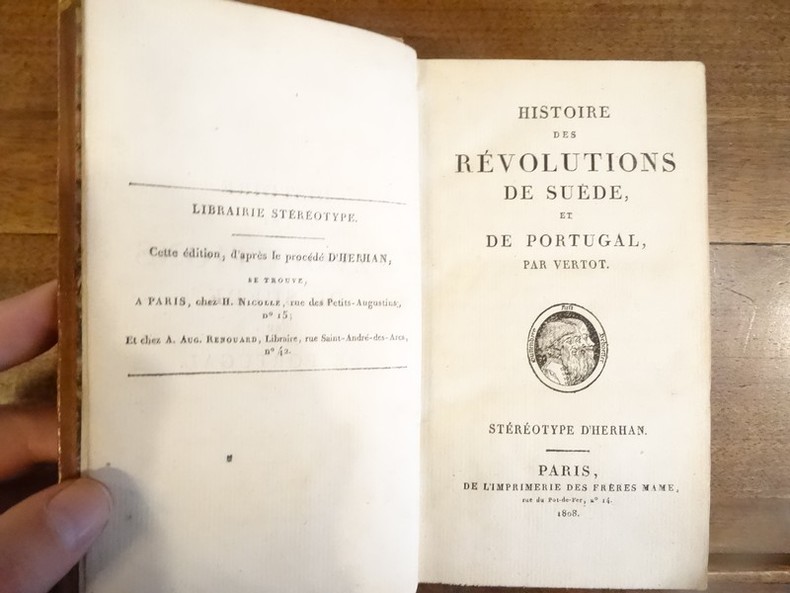 LIBRAIRIE STÉRÉOTYPE.
Cette édition, d'après le procédé D'HERHAN,
SE TROUVE,
A PARIS, chez H. NICOLLE, rue des Petits-Augustins,
n° 15;
Et chez A. AUG. RENOUARD, Libraire, rue Saint-André-des-Arcs,
n° 42.
HISTOIRE
DES
RÉVOLUTIONS
DE SUÈDE,
ET
DE PORTUGAL,
PAR VERTOT.
STÉRÉOTYPE D'HERHAN.
PARIS,
DE L'IMPRIMERIE DES FRÈRES MAME,
rue du Pot-de-Fer, n° 14.
1808.